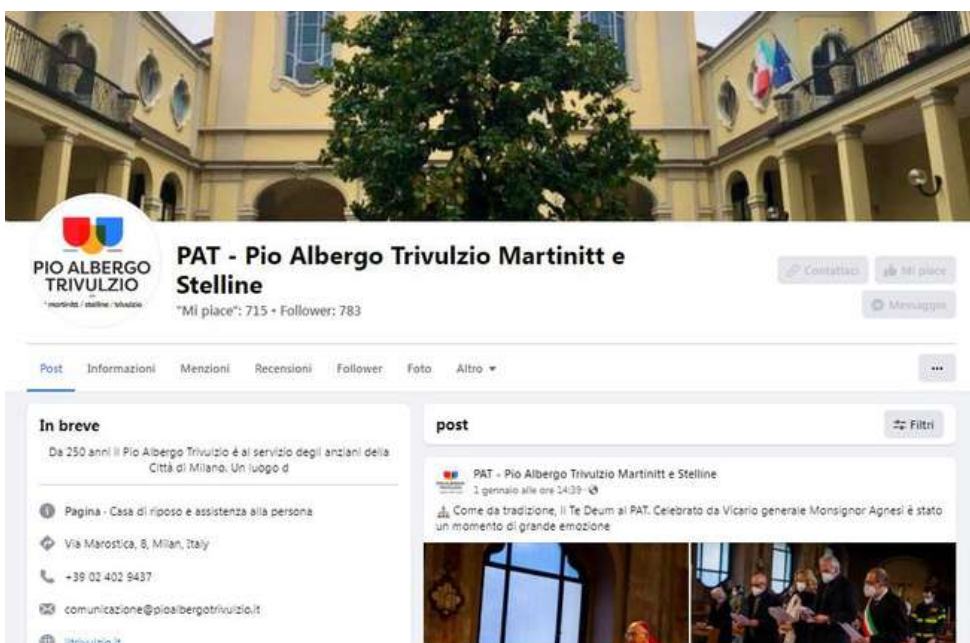 PIO ALBERGO
TRIVULZIO
martinitt / stelline / trivulzio
PAT - Pio Albergo Trivulzio Martinitt e
Stelline
"Mi piace": 715 • Follower: 783
Contattaci
Mi piace
Messaggio
Post Informazioni Menzioni Recensioni Follower Foto Altro
In breve
Da 250 anni il Pio Albergo Trivulzio è al servizio degli anziani della
Città di Milano. Un luogo d
Pagina · Casa di riposo e assistenza alla persona
Via Marostica, 8, Milan, Italy
+39 02 402 9437
comunicazione@pioalbergotrivulzio.it
iltrivulzio.it
post
Filtri
PAT - Pio Albergo Trivulzio Martinitt e Stelline
1 gennaio alle ore 14:39 ·
Come da tradizione, il Te Deum al PAT. Celebrato da Vicario generale Monsignor Agnesi è stato
un momento di grande emozione